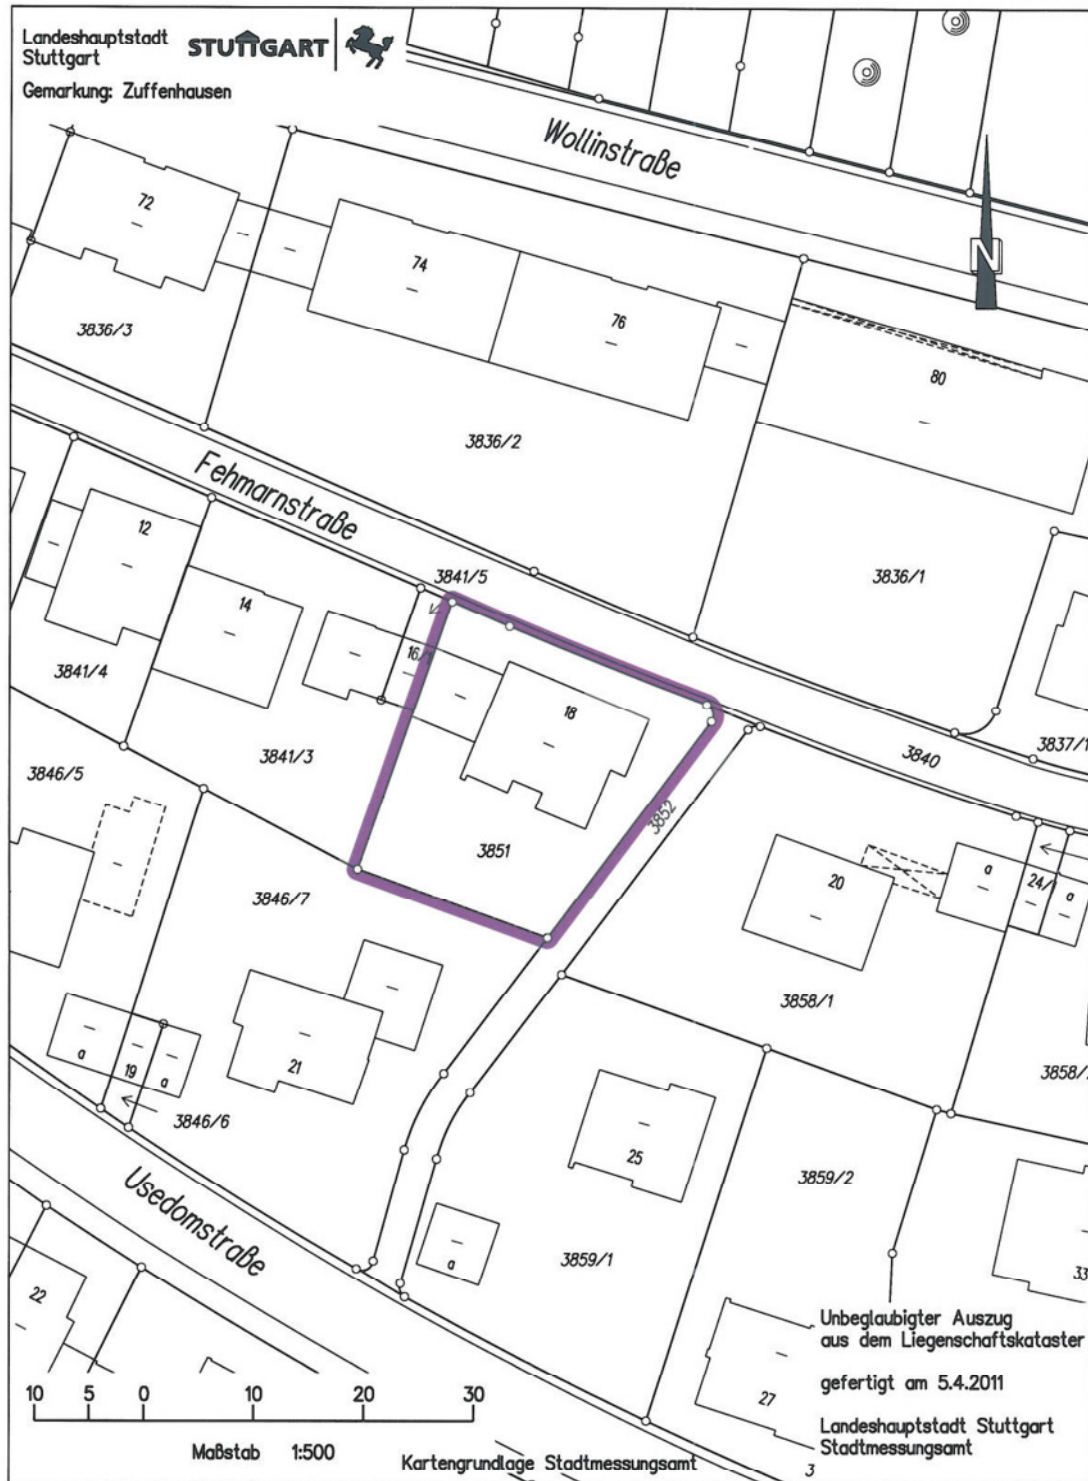 Landeshauptstadt
Stuttgart
STUTTGART
Gemarkung: Zuffenhausen
Wollinstraße
N
72
74
76
80
3836/3
3836/2
3836/1
Fehmarnstraße
12
14
3841/5
16/1
18
3841/4
3841/3
3837/1
3840
3846/5
3852
3851
3846/7
20
a
24/
a
3858/1
21
a
19
a
3846/6
3858/
25
3859/2
Usedomstraße
a
3859/1
33
22
27
Unbeglaubigter Auszug
aus dem Liegenschaftskataster
gefertigt am 5.4.2011
Landeshauptstadt Stuttgart
Stadtmessungsamt
10 5 0 10 20 30
Maßstab 1:500
Kartengrundlage Stadtmessungsamt
3